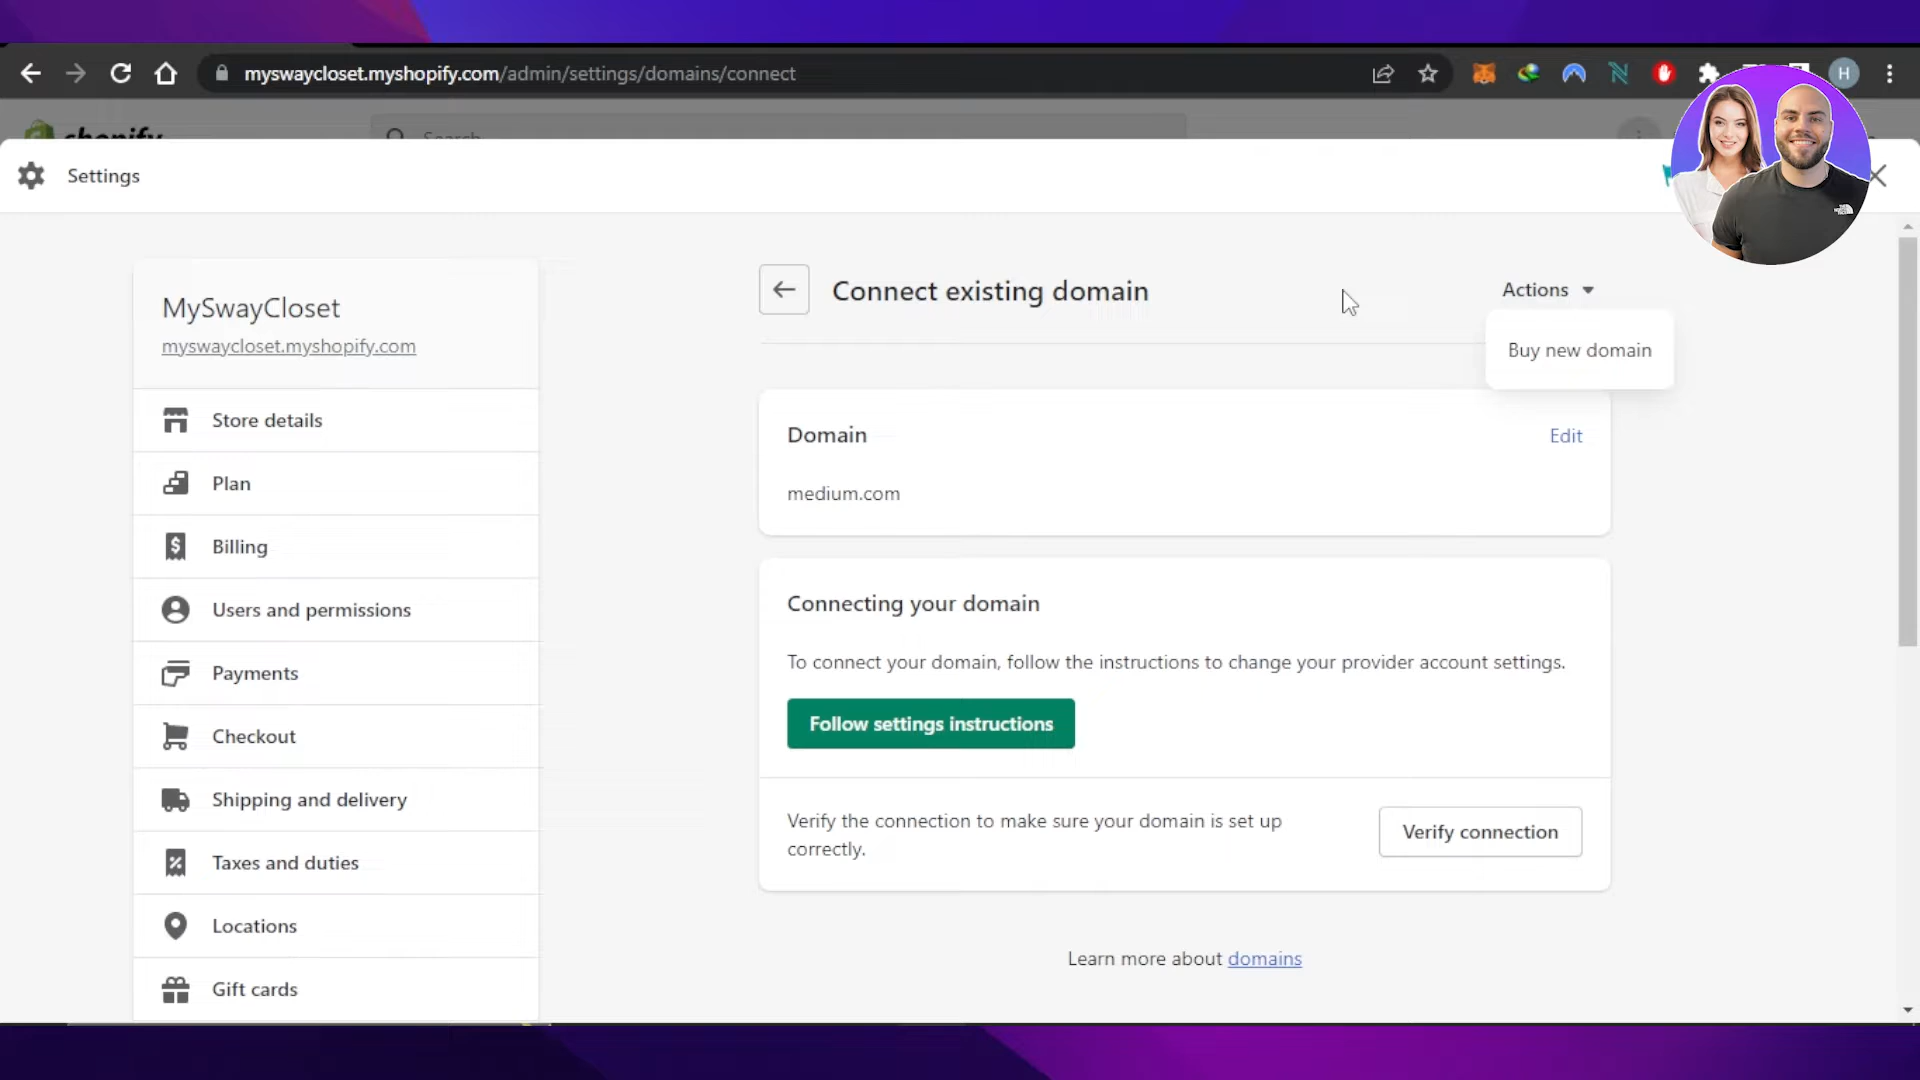 myswaycloset.myshopify.com/admin/settings/domains/connect
H
shopify
Search
Settings
MySwayCloset
myswaycloset.myshopify.com
Store details
Plan
Billing
Users and permissions
Payments
Checkout
Shipping and delivery
Taxes and duties
Locations
Gift cards
Connect existing domain
Actions
Buy new domain
Domain
Edit
medium.com
Connecting your domain
To connect your domain, follow the instructions to change your provider account settings.
Follow settings instructions
Verify the connection to make sure your domain is set up
correctly.
Verify connection
Learn more about domains